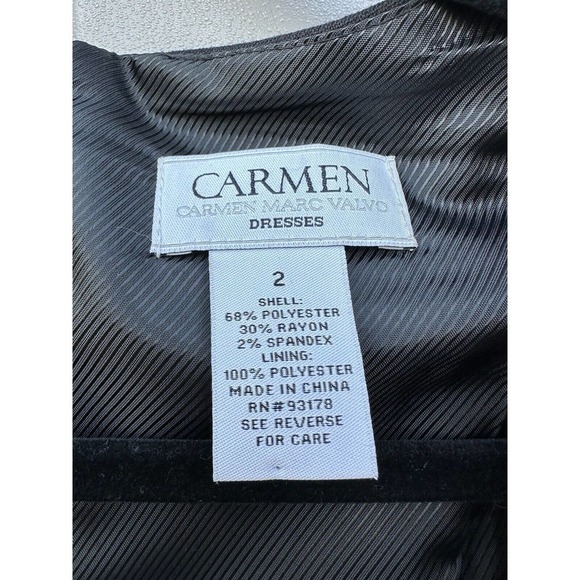 CARMEN
CARMEN MARC VALVO
DRESSES
2
SHELL:
68% POLYESTER
30% RAYON
2% SPANDEX
LINING:
100% POLYESTER
MADE IN CHINA
RN#93178
SEE REVERSE
FOR CARE